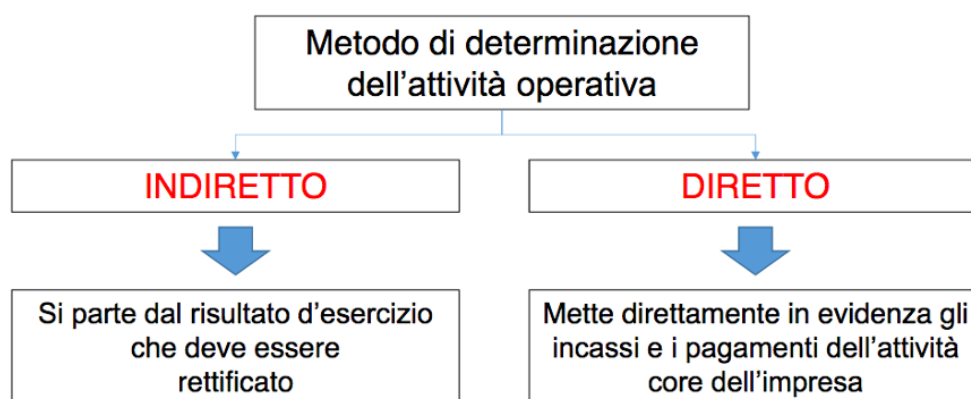 Metodo di determinazione
dell’attività operativa
INDIRETTO
DIRETTO
Si parte dal risultato d’esercizio
che deve essere
rettificato
Mette direttamente in evidenza gli
incassi e i pagamenti dell’attività
core dell’impresa